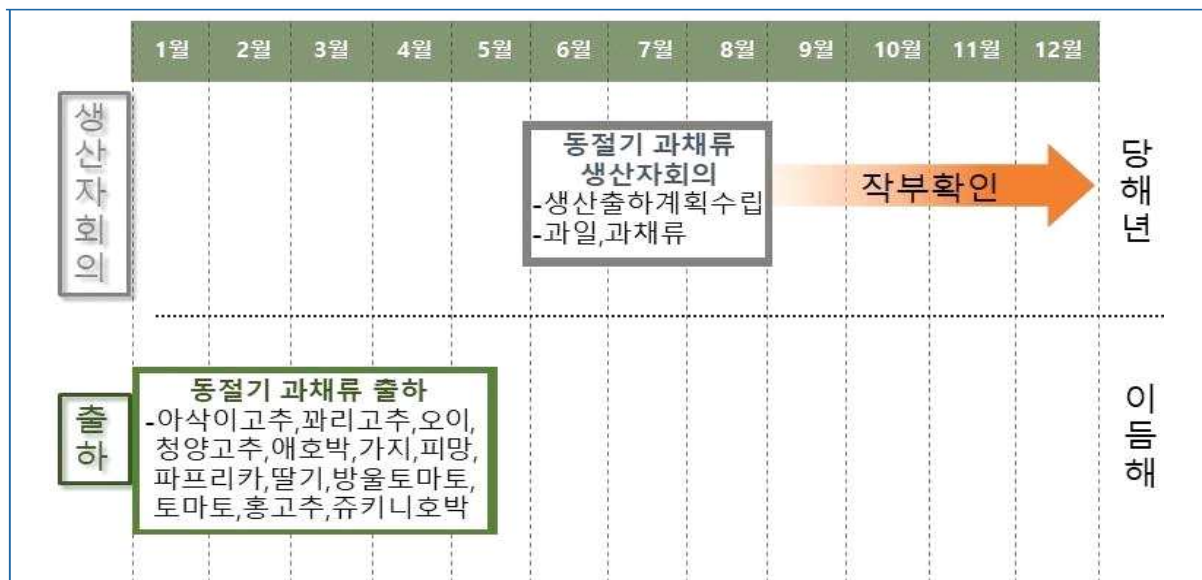 1월 2월 3월 4월 5월 6월 7월 8월 9월 10월 11월 12월
생산자회의
동절기 과채류
생산자회의
-생산출하계획수립
-과일,과채류
작부확인
당해년
출하
동절기 과채류 출하
-아삭이고추,꽈리고추,오이,
청양고추,애호박,가지,피망,
파프리카,딸기,방울토마토,
토마토,홍고추,쥬키니호박
이듬해